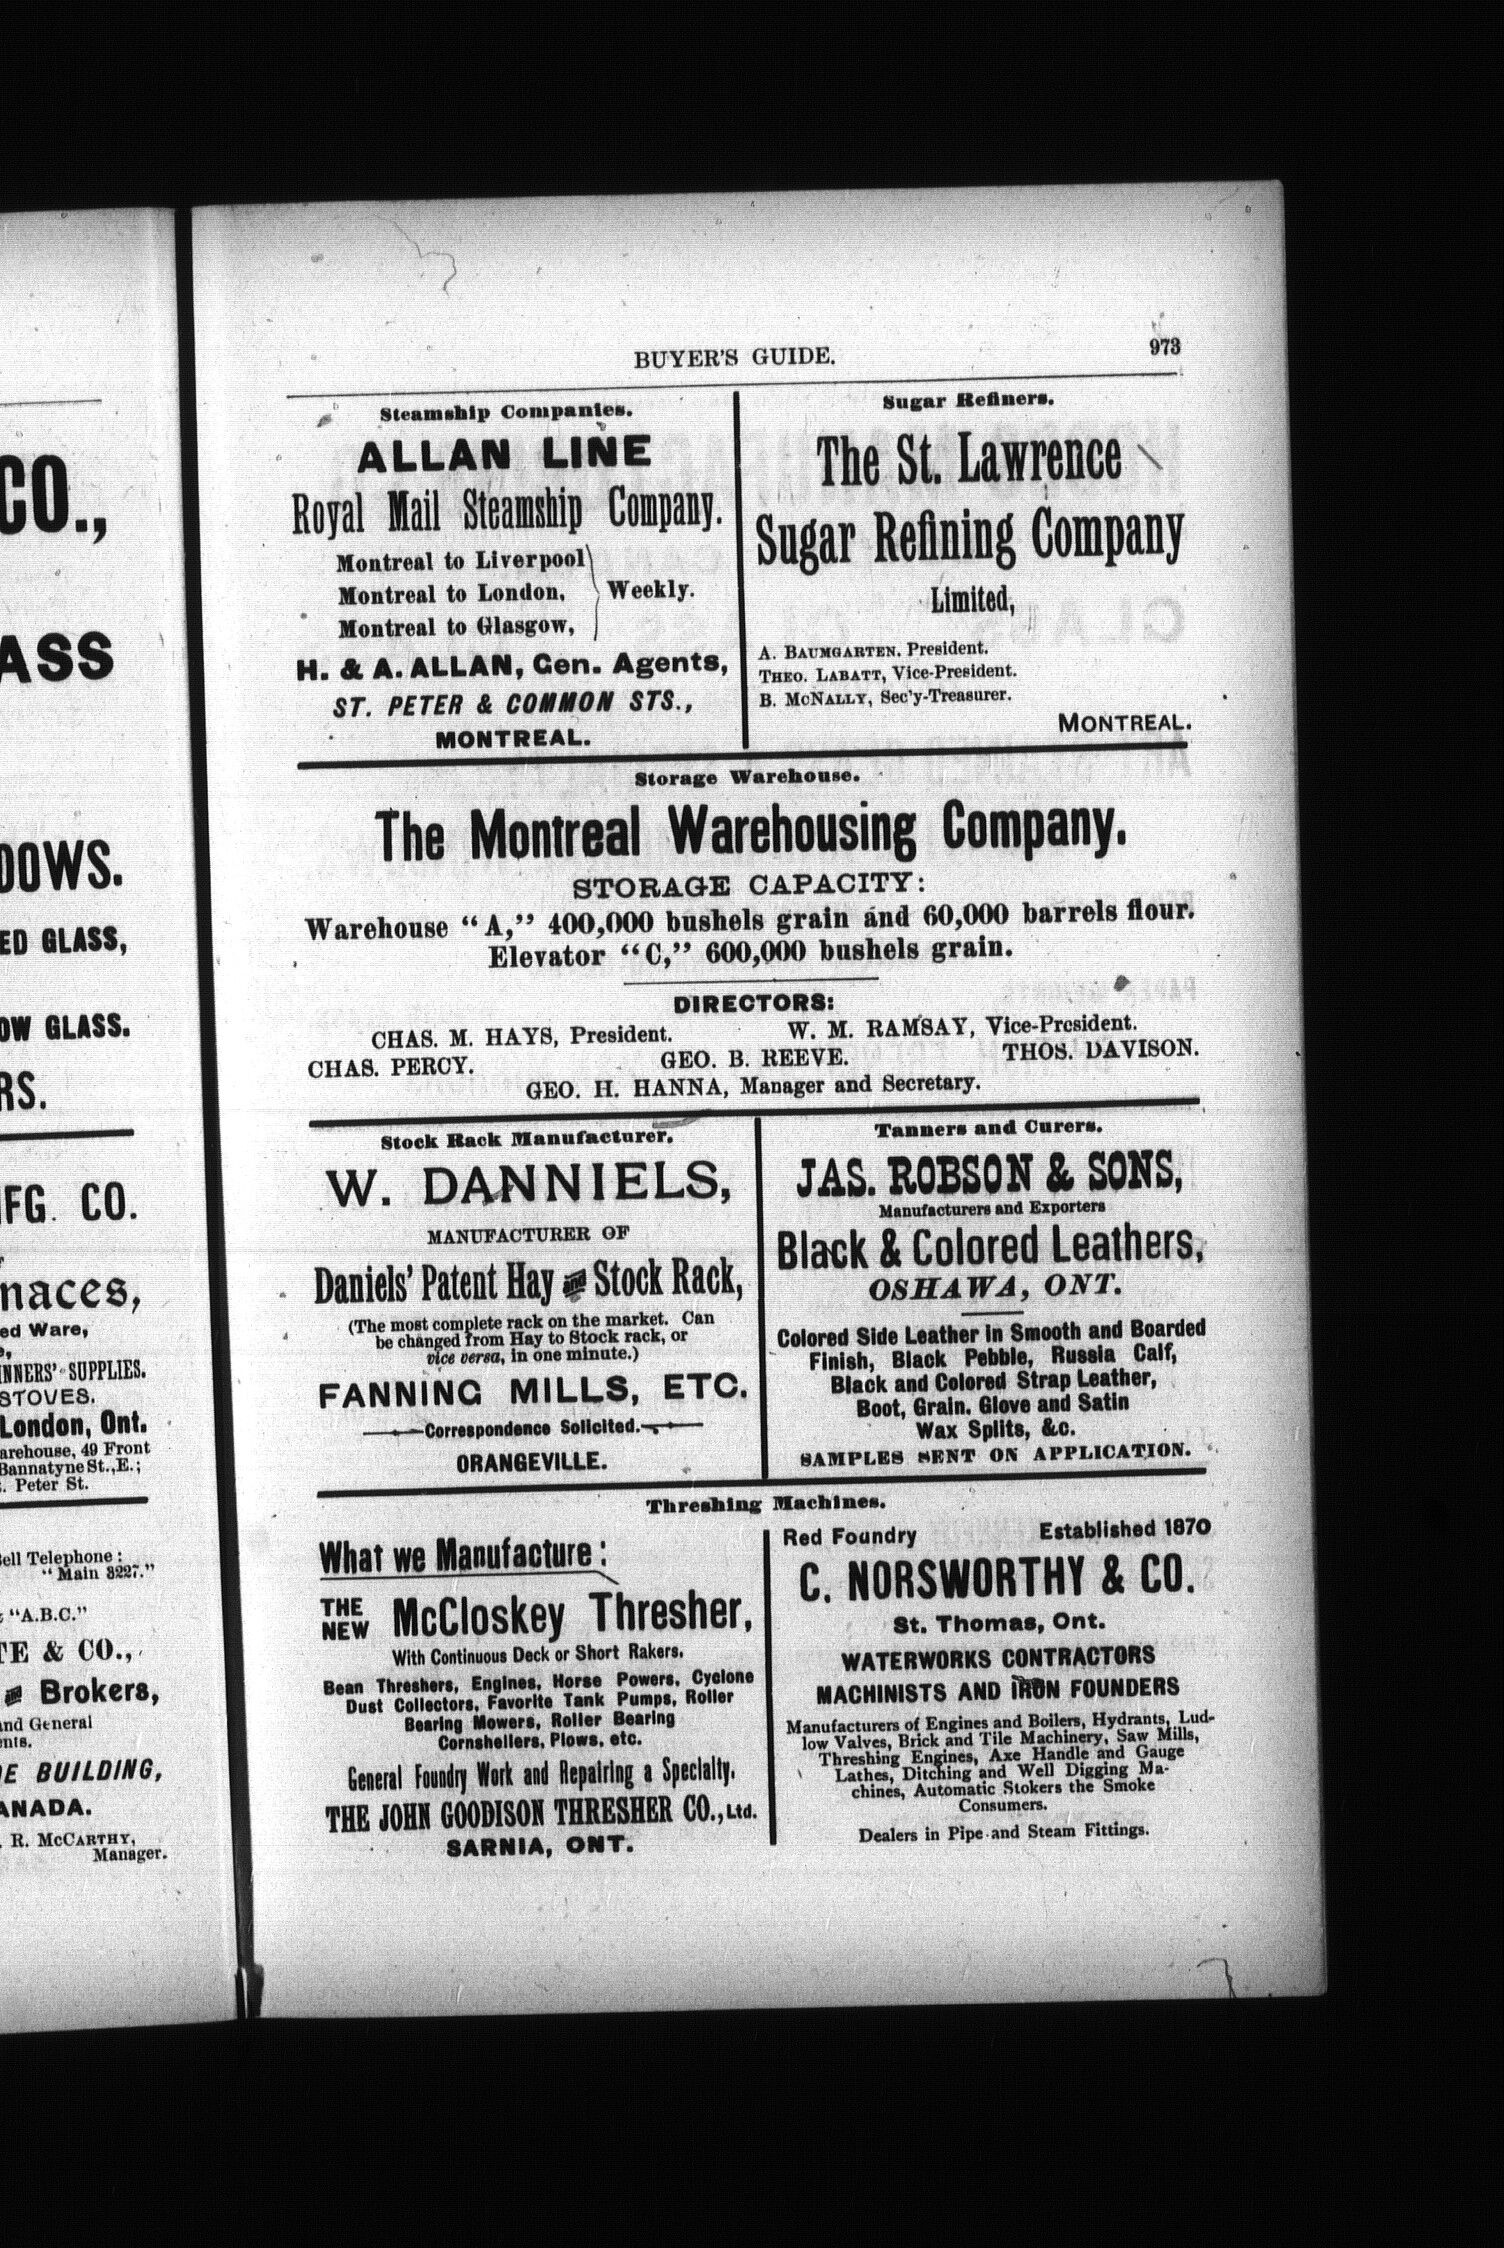 CO.,
ASS
DOWS.
ED GLASS,
OW GLASS.
RS.
FG. CO.
naces,
ed Ware,
INNERS' SUPPLIES.
STOVES.
London, Ont.
arehouse, 49 Front
Bannatyne St., E.;
. Peter St.
Bell Telephone:
"Main 3227."
"A.B.C."
TE & CO.,
and Brokers,
and General
ents.
E BUILDING,
ANADA.
. R. McCARTHY,
Manager.
BUYER'S GUIDE.
973
Steamship Companies.
ALLAN LINE
Royal Mail Steamship Company.
Montreal to Liverpool
Montreal to London,
Weekly.
Montreal to Glasgow,
H. & A. ALLAN, Gen. Agents,
ST. PETER & COMMON STS.,
MONTREAL.
Sugar Refiners.
The St. Lawrence
Sugar Refining Company
Limited,
A. BAUMGARTEN. President.
THEO. LABATT, Vice-President.
B. McNALLY, Sec'y-Treasurer.
MONTREAL.
Storage Warehouse.
The Montreal Warehousing Company.
STORAGE CAPACITY:
Warehouse "A," 400,000 bushels grain and 60,000 barrels flour.
Elevator "C," 600,000 bushels grain.
DIRECTORS:
CHAS. M. HAYS, President. W. M. RAMSAY, Vice-President.
CHAS. PERCY. GEO. B. REEVE. THOS. DAVISON.
GEO. H. HANNA, Manager and Secretary.
Stock Rack Manufacturer.
W. DANNIELS,
MANUFACTURER OF
Daniels' Patent Hay and Stock Rack,
(The most complete rack on the market. Can
be changed from Hay to Stock rack, or
vice versa, in one minute.)
FANNING MILLS, ETC.
Correspondence Solicited.
ORANGEVILLE.
Tanners and Curers.
JAS. ROBSON & SONS,
Manufacturers and Exporters
Black & Colored Leathers,
OSHAWA, ONT.
Colored Side Leather in Smooth and Boarded
Finish, Black Pebble, Russia Calf,
Black and Colored Strap Leather,
Boot, Grain. Glove and Satin
Wax Splits, &c.
SAMPLES SENT ON APPLICATION.
Threshing Machines.
What we Manufacture:
THE NEW McCloskey Thresher,
With Continuous Deck or Short Rakers.
Bean Threshers, Engines, Horse Powers, Cyclone
Dust Collectors, Favorite Tank Pumps, Roller
Bearing Mowers, Roller Bearing
Cornshellers, Plows, etc.
General Foundry Work and Repairing a Specialty.
THE JOHN GOODISON THRESHER CO., Ltd.
SARNIA, ONT.
Red Foundry Established 1870
C. NORSWORTHY & CO.
St. Thomas, Ont.
WATERWORKS CONTRACTORS
MACHINISTS AND IRON FOUNDERS
Manufacturers of Engines and Boilers, Hydrants, Lud-
low Valves, Brick and Tile Machinery, Saw Mills,
Threshing Engines, Axe Handle and Gauge
Lathes, Ditching and Well Digging Ma-
chines, Automatic Stokers the Smoke
Consumers.
Dealers in Pipe and Steam Fittings.